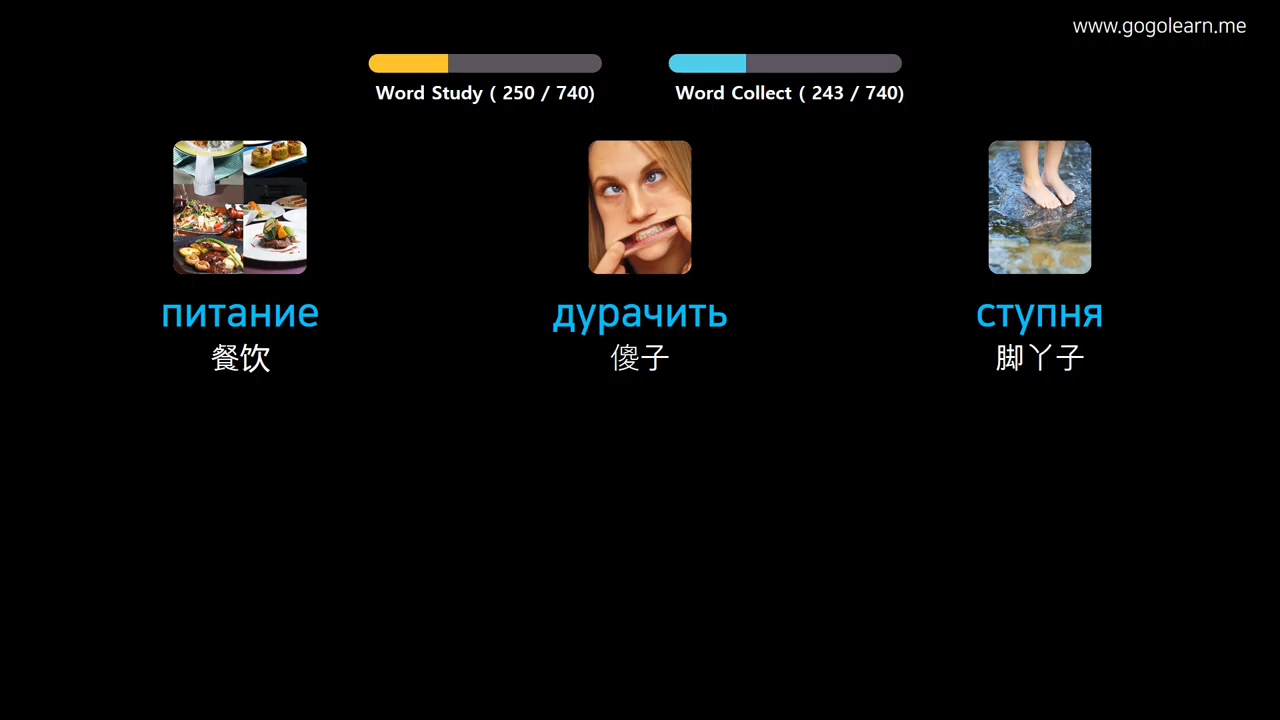 www.gogolearn.me
Word Study ( 250 / 740)
Word Collect ( 243 / 740)
питание
餐饮
дурачить
傻子
ступня
脚丫子